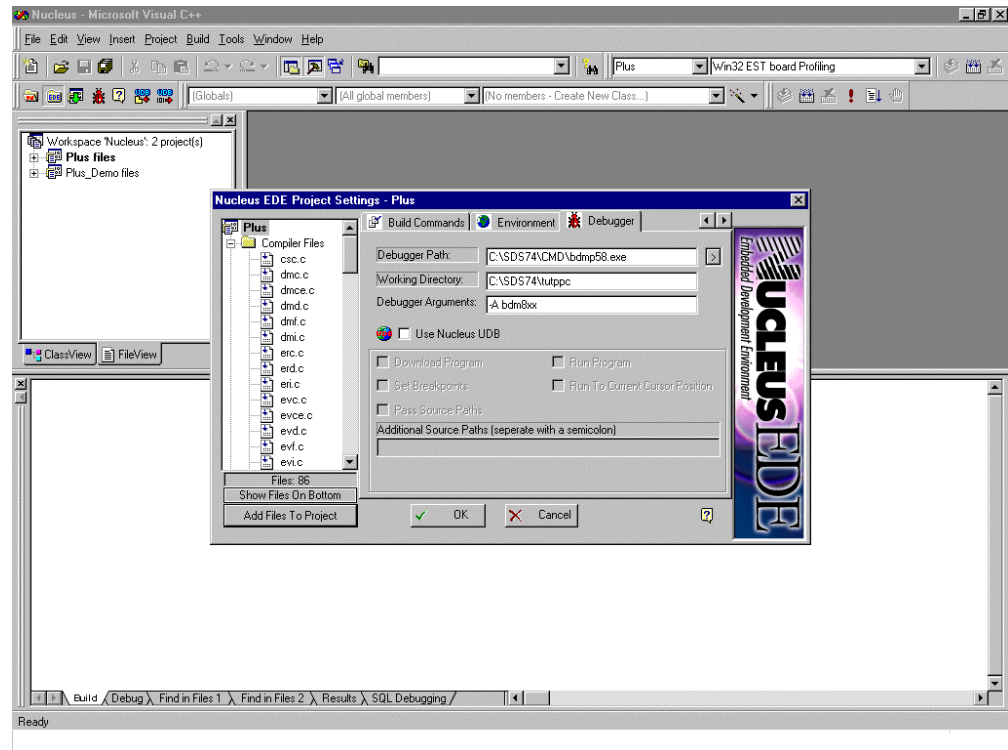 Nucleus - Microsoft Visual C++
File Edit View Insert Project Build Tools Window Help
Plus Win32 EST board Profiling
(Globals) (All global members) (No members - Create New Class...)
Workspace 'Nucleus': 2 project(s)
Plus files
Plus_Demo files
ClassView FileView
Nucleus EDE Project Settings - Plus
Plus
Compiler Files
csc.c
dmc.c
dmce.c
dmd.c
dmf.c
dmi.c
erc.c
erd.c
eri.c
evc.c
evce.c
evd.c
evf.c
evi.c
Files: 86
Show Files On Bottom
Add Files To Project
Build Commands Environment Debugger
Debugger Path: C:\SDS74\CMD\bdmp58.exe
Working Directory: C:\SDS74\tutppc
Debugger Arguments: -A bdm8xx
Use Nucleus UDB
Download Program Run Program
Set Breakpoints Run To Current Cursor Position
Pass Source Paths
Additional Source Paths (seperate with a semicolon)
OK Cancel
NUCLEUS EDE
Embedded Development Environment
Build Debug Find in Files 1 Find in Files 2 Results SQL Debugging
Ready